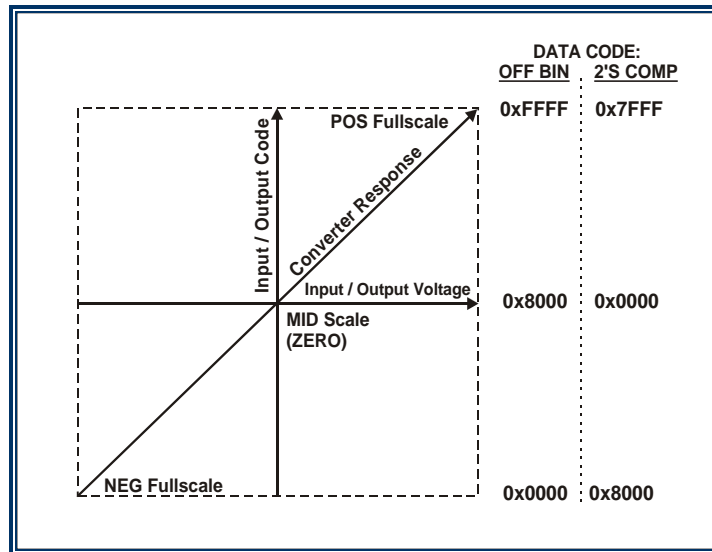 DATA CODE:
OFF BIN 2'S COMP
0xFFFF 0x7FFF
POS Fullscale
Input / Output Code
Converter Response
Input / Output Voltage
0x8000 0x0000
MID Scale
(ZERO)
NEG Fullscale
0x0000 0x8000